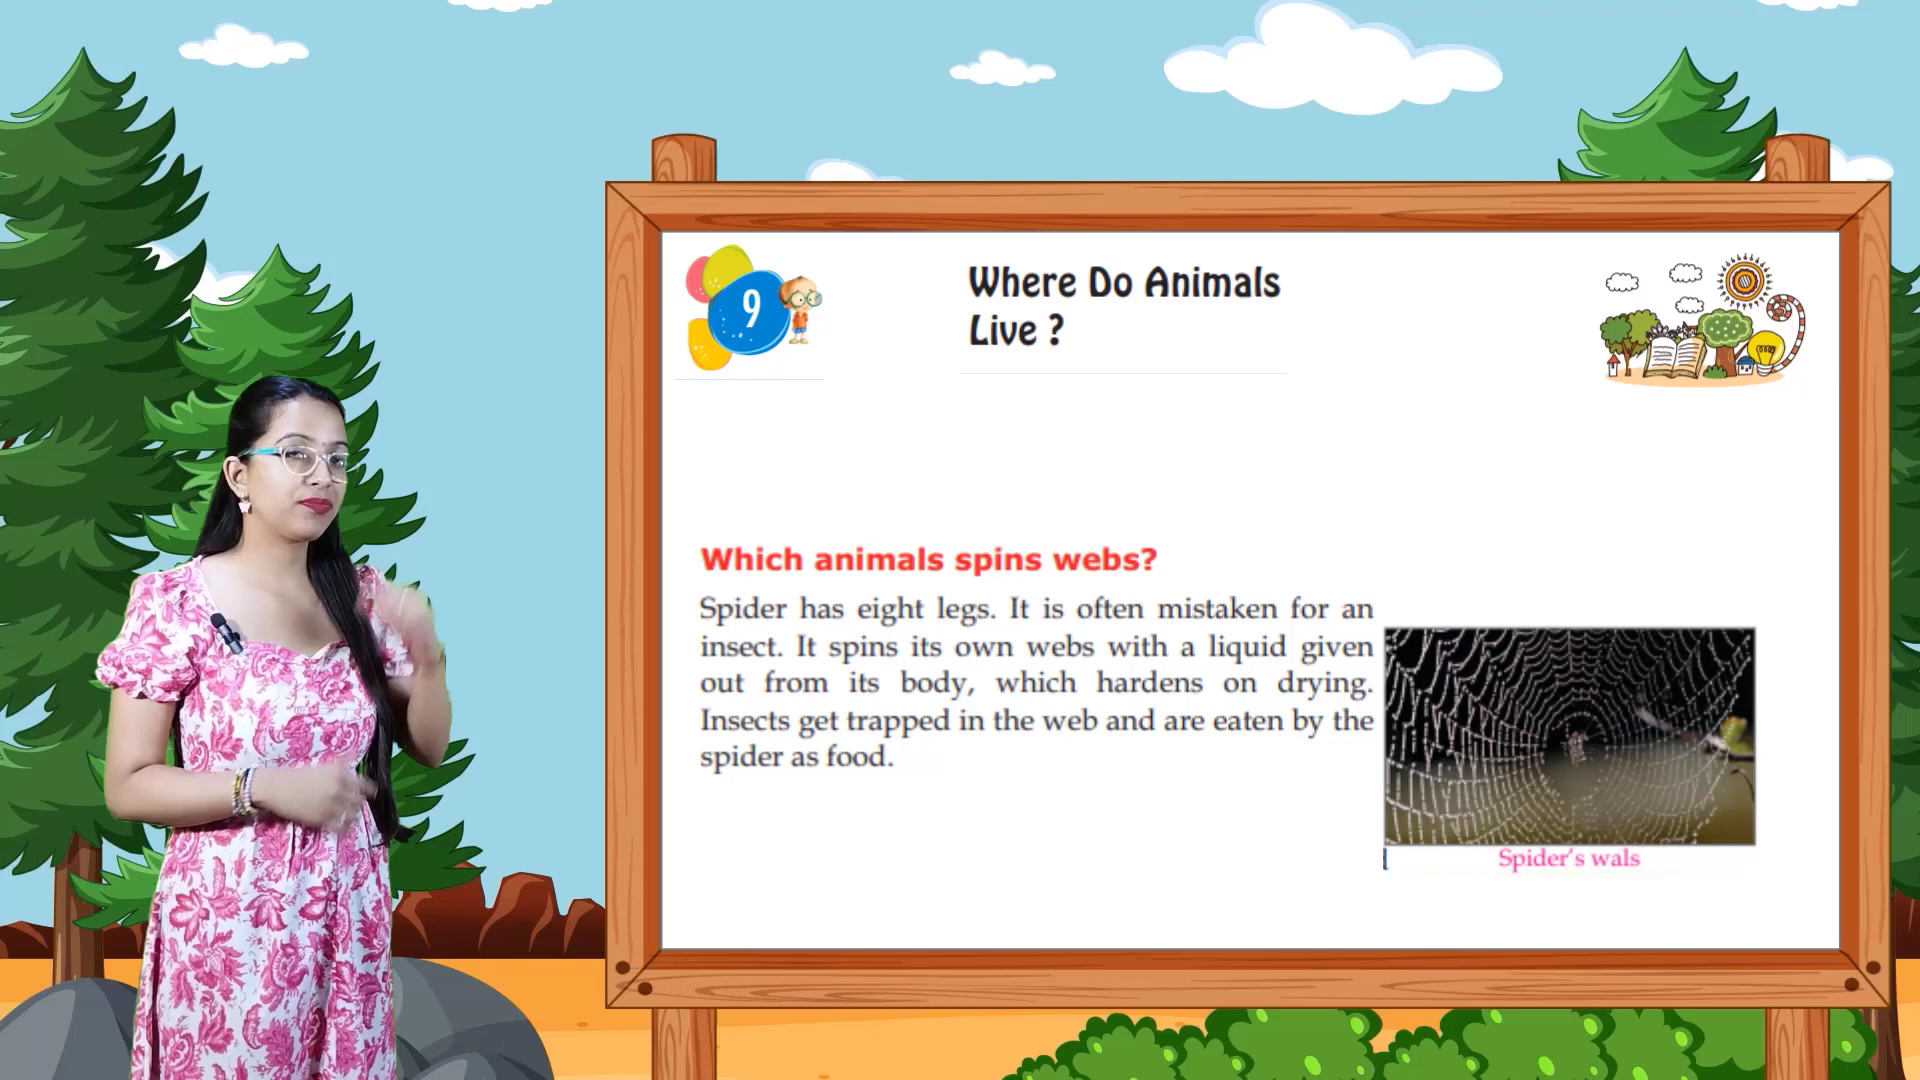 9
Where Do Animals
Live ?
Which animals spins webs?
Spider has eight legs. It is often mistaken for an
insect. It spins its own webs with a liquid given
out from its body, which hardens on drying.
Insects get trapped in the web and are eaten by the
spider as food.
Spider's wals